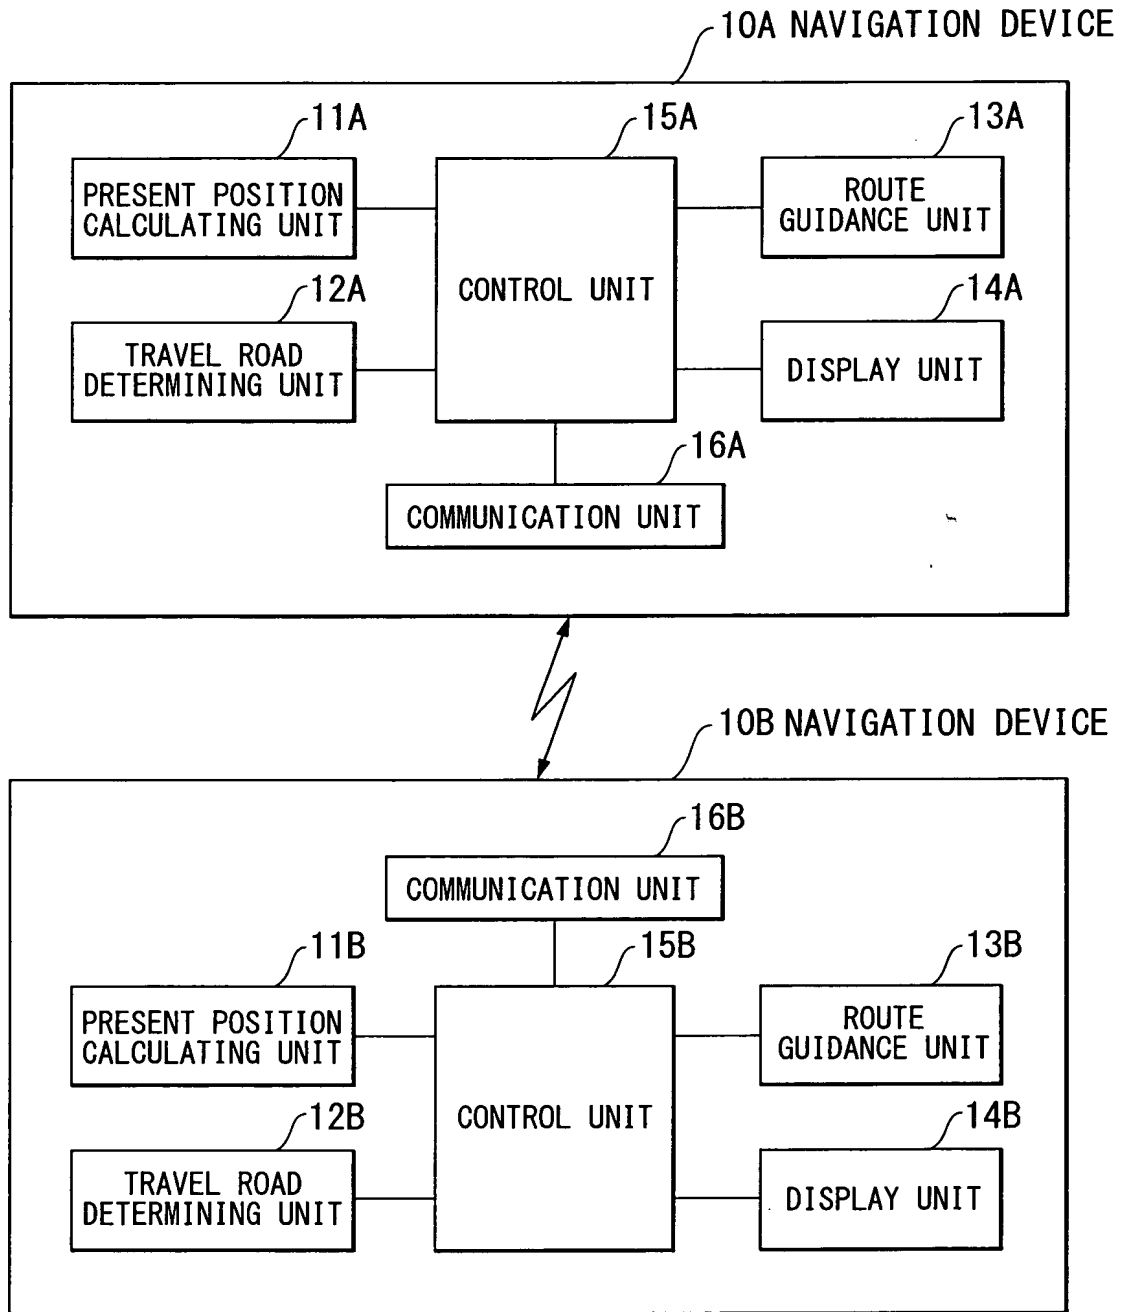 10A NAVIGATION DEVICE
11A
15A
13A
PRESENT POSITION
CALCULATING UNIT
CONTROL UNIT
ROUTE
GUIDANCE UNIT
12A
14A
TRAVEL ROAD
DETERMINING UNIT
DISPLAY UNIT
16A
COMMUNICATION UNIT
10B NAVIGATION DEVICE
16B
COMMUNICATION UNIT
11B
15B
13B
PRESENT POSITION
CALCULATING UNIT
CONTROL UNIT
ROUTE
GUIDANCE UNIT
12B
14B
TRAVEL ROAD
DETERMINING UNIT
DISPLAY UNIT